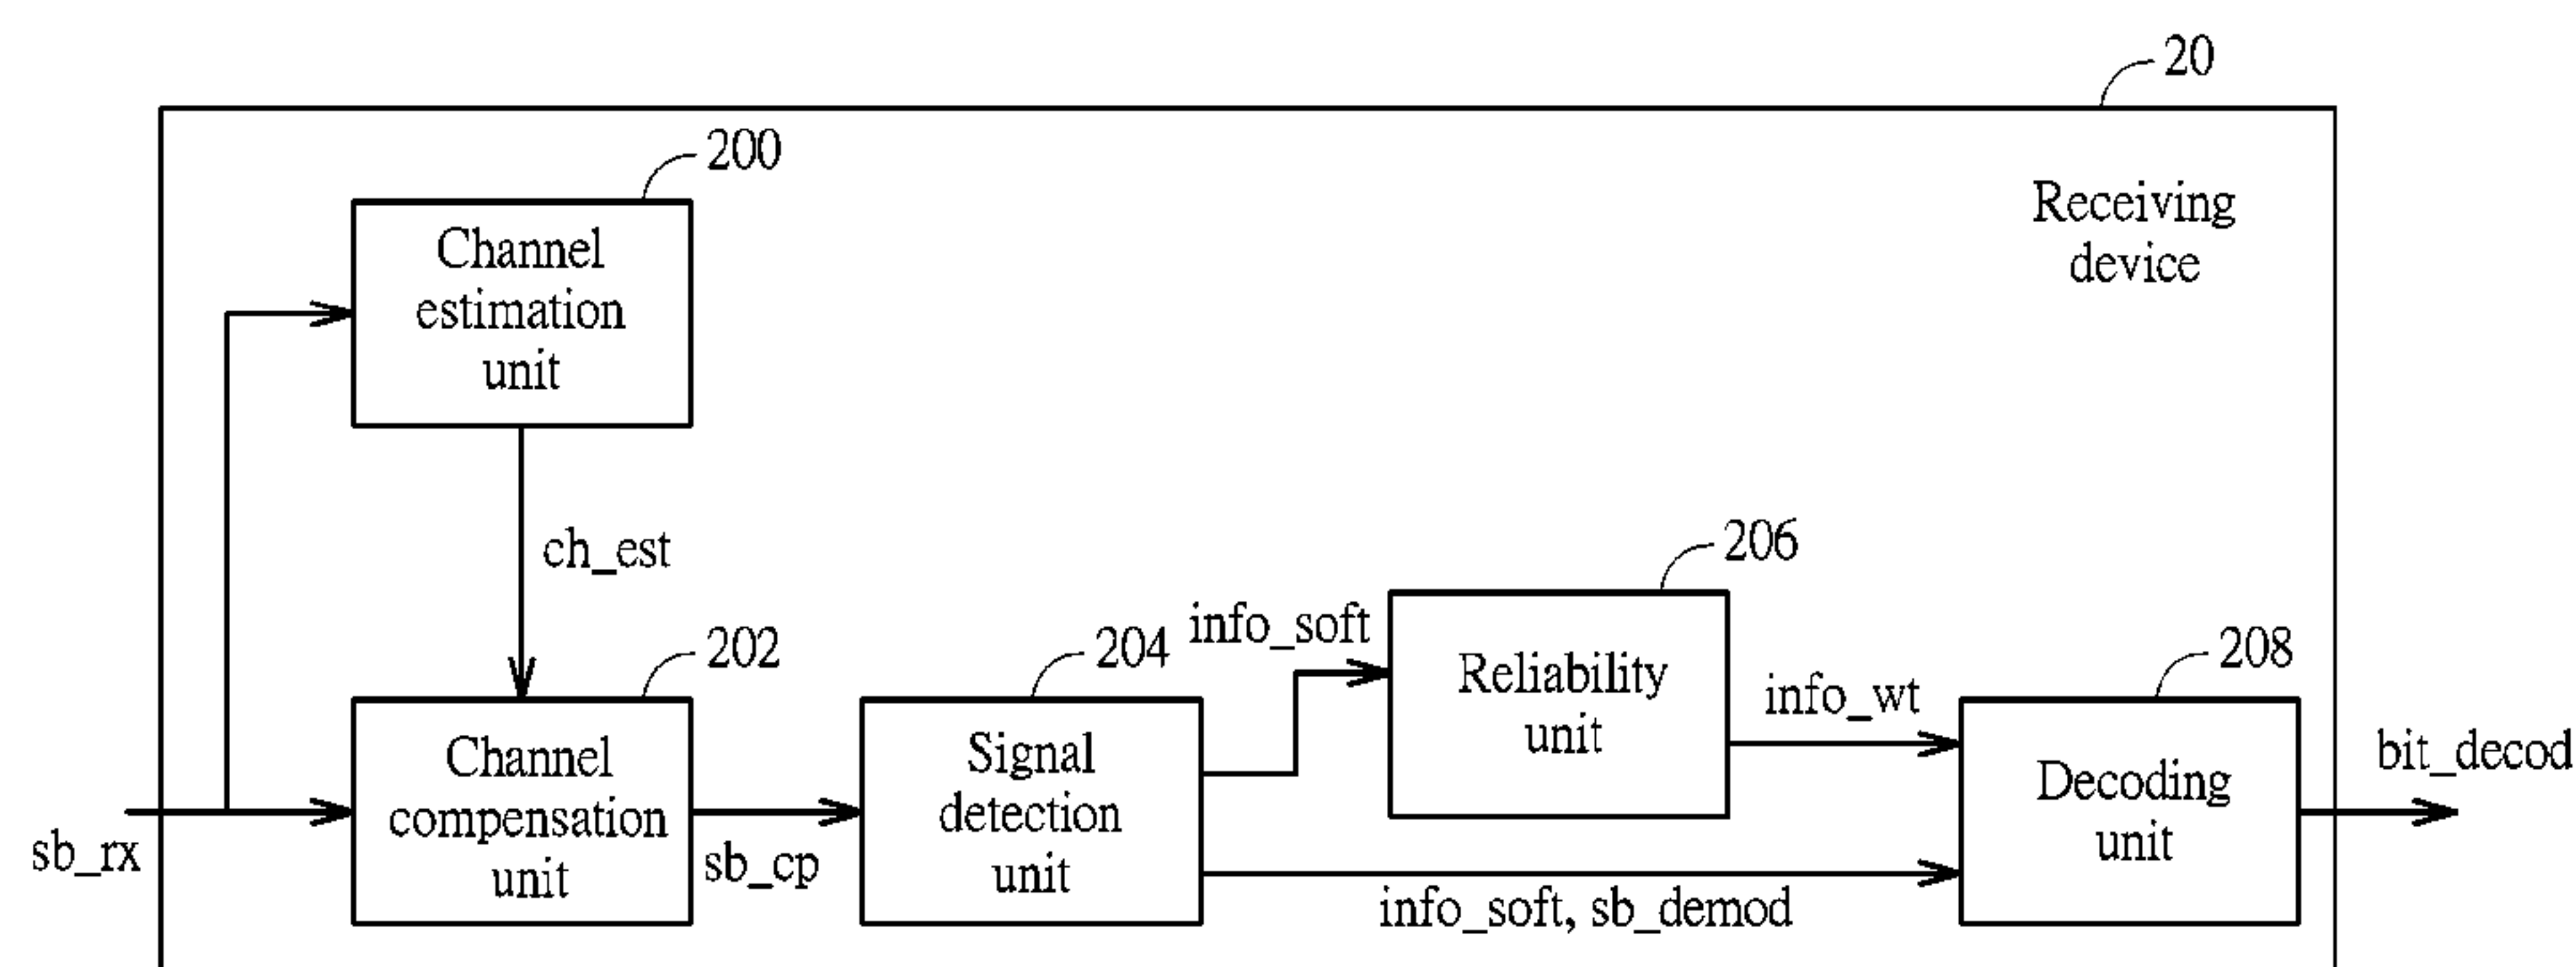 20
200
Receiving
device
Channel
estimation
unit
ch_est
206
info_soft
202
204
208
Reliability
unit
info_wt
Channel
compensation
unit
Signal
detection
unit
Decoding
unit
bit_decod
sb_rx
sb_cp
info_soft, sb_demod